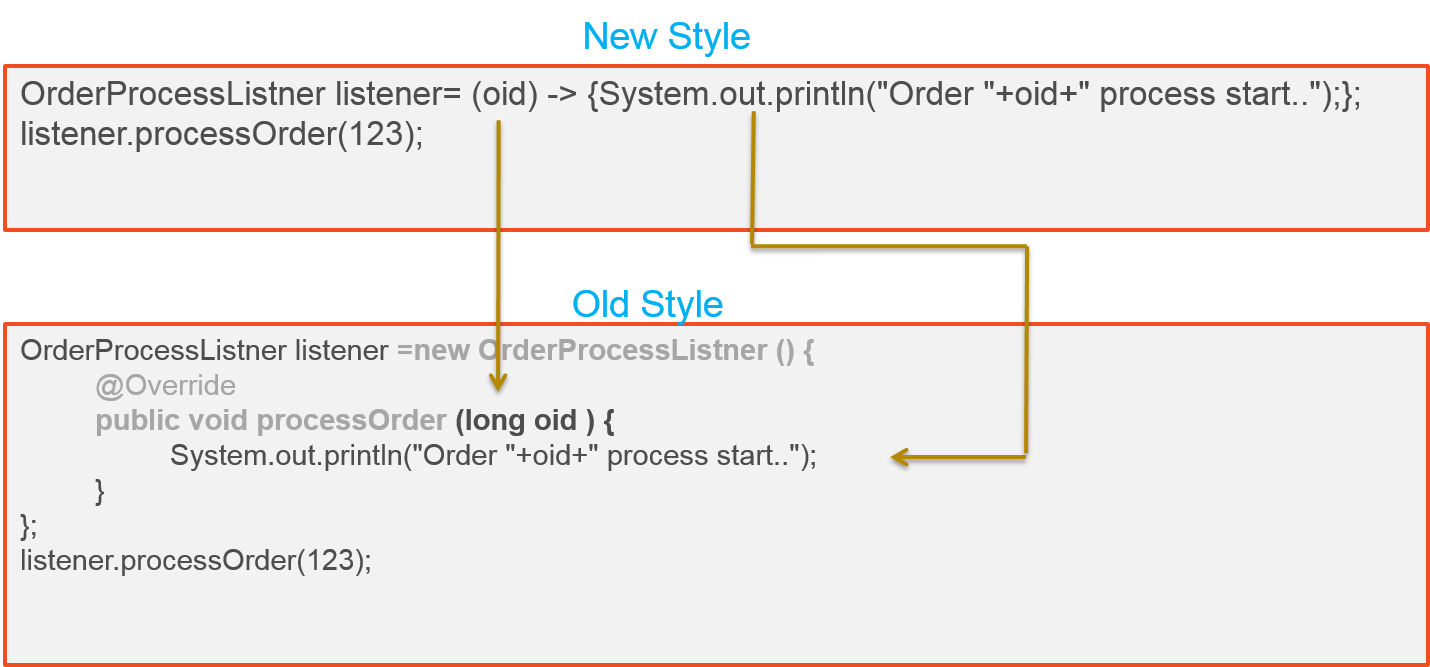 New Style
OrderProcessListner listener= (oid) -> {System.out.println("Order "+oid+" process start..");};
listener.processOrder(123);
Old Style
OrderProcessListner listener =new OrderProcessListner () {
@Override
public void processOrder (long oid ) {
System.out.println("Order "+oid+" process start..");
}
};
listener.processOrder(123);